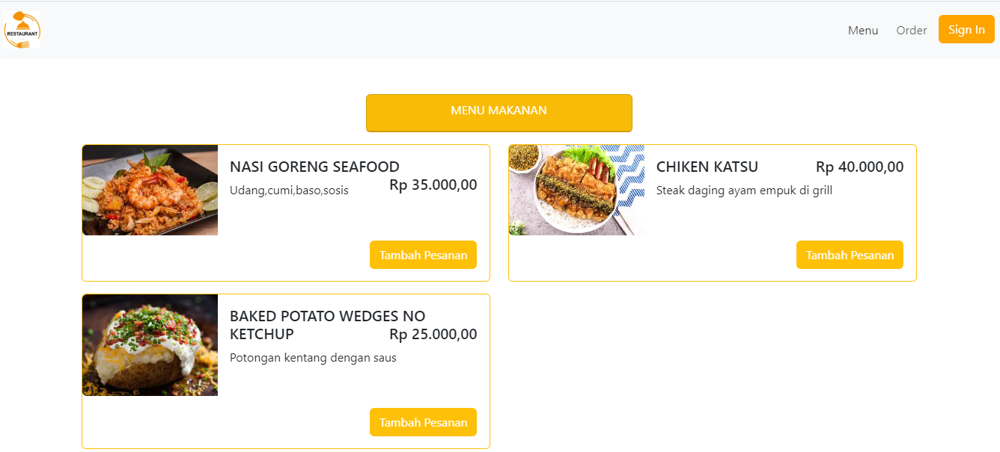 RESTAURANT
Menu
Order
Sign In
MENU MAKANAN
NASI GORENG SEAFOOD
Rp 35.000,00
Udang,cumi,baso,sosis
Tambah Pesanan
CHIKEN KATSU
Rp 40.000,00
Steak daging ayam empuk di grill
Tambah Pesanan
BAKED POTATO WEDGES NO
KETCHUP
Rp 25.000,00
Potongan kentang dengan saus
Tambah Pesanan